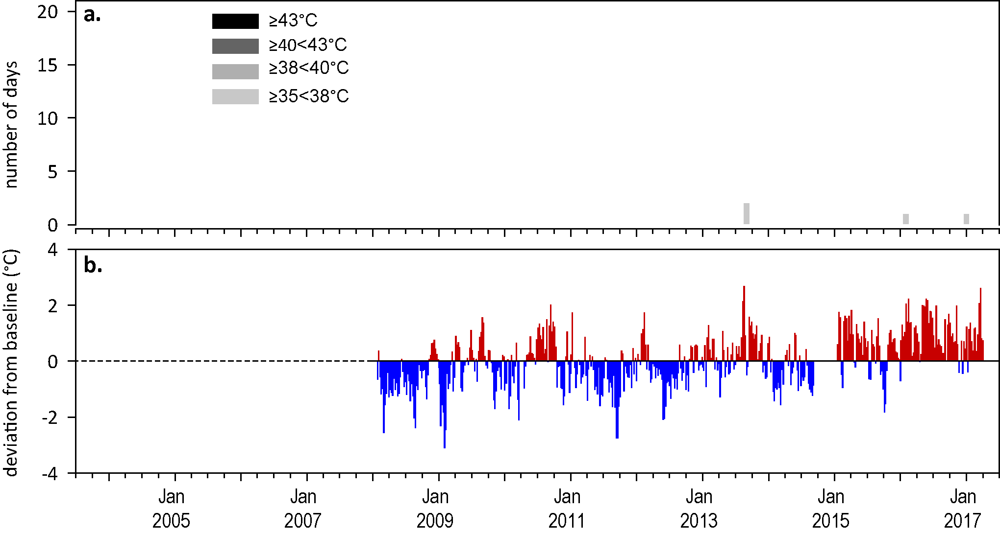 a.
≥43°C
≥40<43°C
≥38<40°C
≥35<38°C
number of days
20
15
10
5
0
b.
deviation from baseline (°C)
4
2
0
-2
-4
Jan 2005
Jan 2007
Jan 2009
Jan 2011
Jan 2013
Jan 2015
Jan 2017